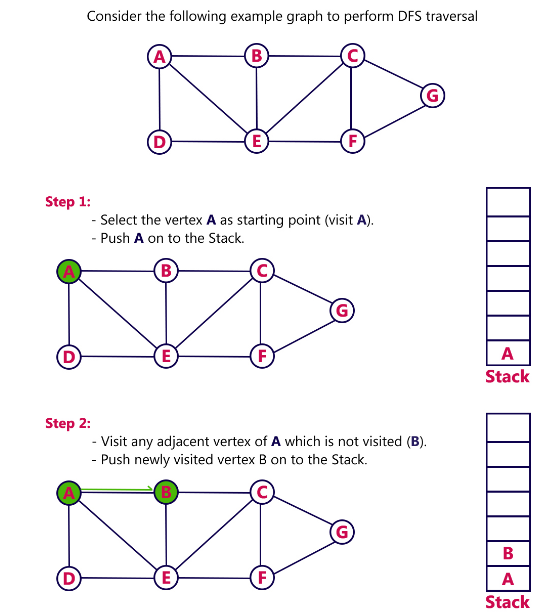 Consider the following example graph to perform DFS traversal
A B C
G
D E F
Step 1:
- Select the vertex A as starting point (visit A).
- Push A on to the Stack.
A B C
G
D E F
A
Stack
Step 2:
- Visit any adjacent vertex of A which is not visited (B).
- Push newly visited vertex B on to the Stack.
A B C
G
D E F
B
A
Stack